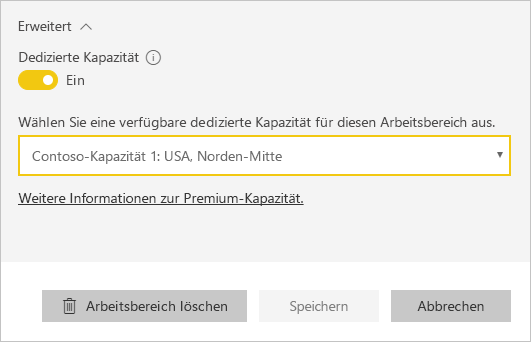 Erweitert
Dedizierte Kapazität
Ein
Wählen Sie eine verfügbare dedizierte Kapazität für diesen Arbeitsbereich aus.
Contoso-Kapazität 1: USA, Norden-Mitte
Weitere Informationen zur Premium-Kapazität.
Arbeitsbereich löschen
Speichern
Abbrechen